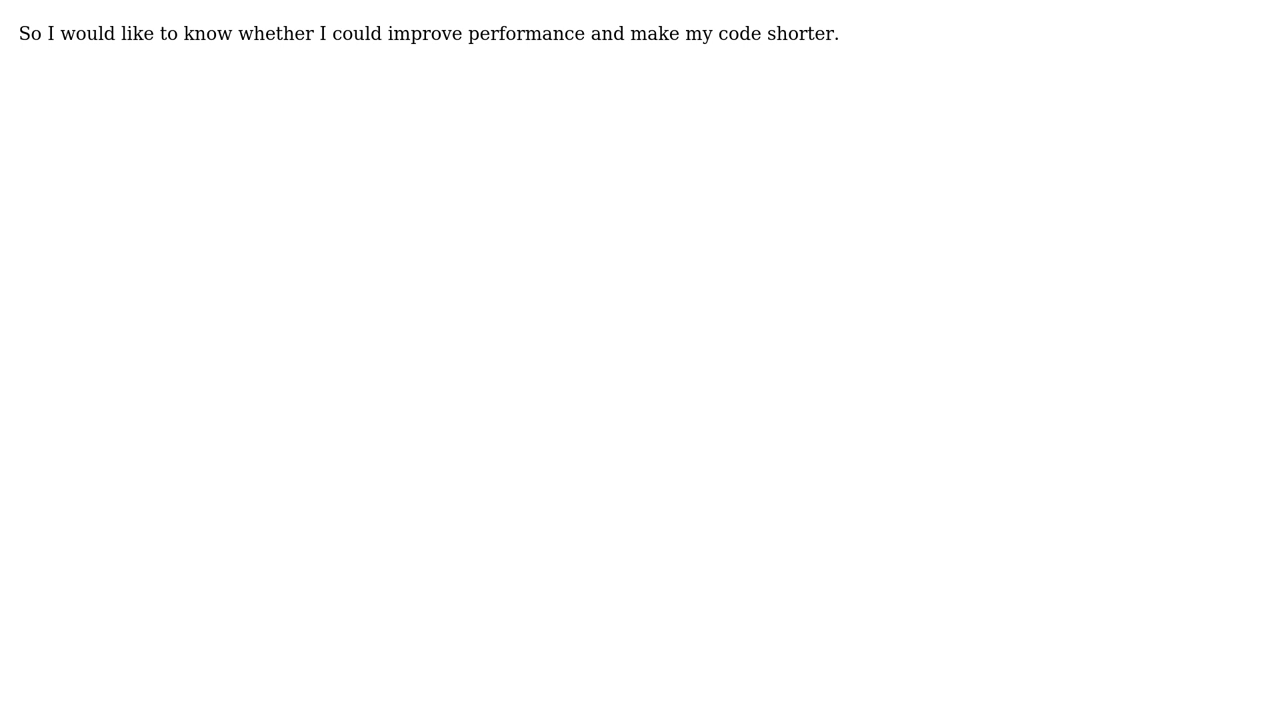 So I would like to know whether I could improve performance and make my code shorter.